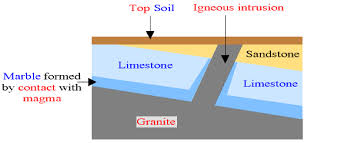 Top Soil
Igneous intrusion
Sandstone
Limestone
Marble formed
by contact with
magma
Limestone
Granite